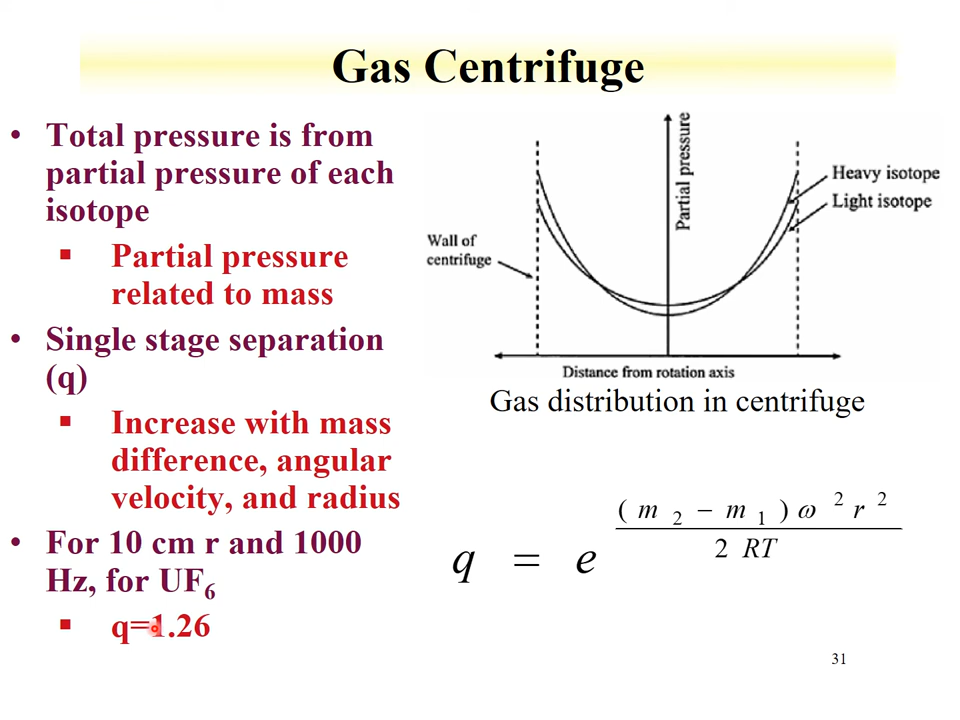 Gas Centrifuge
• Total pressure is from
partial pressure of each
isotope
▪ Partial pressure
related to mass
• Single stage separation
(q)
▪ Increase with mass
difference, angular
velocity, and radius
• For 10 cm r and 1000
Hz, for UF₆
▪ q=1.26
Partial pressure
Heavy isotope
Light isotope
Wall of
centrifuge
Distance from rotation axis
Gas distribution in centrifuge
q = e^((m₂ − m₁)ω²r² / 2RT)
31